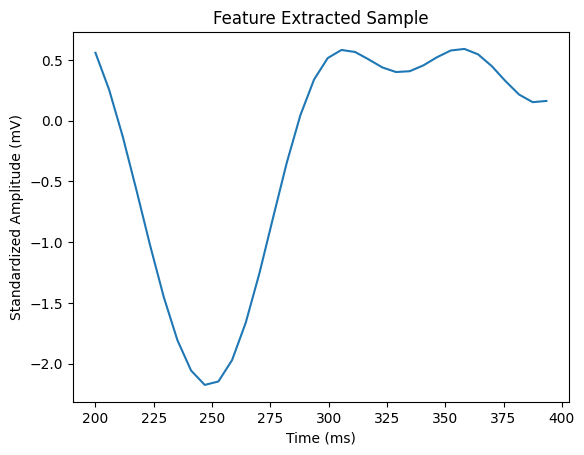 Feature Extracted Sample
Standardized Amplitude (mV)
0.5
0.0
−0.5
−1.0
−1.5
−2.0
200 225 250 275 300 325 350 375 400
Time (ms)